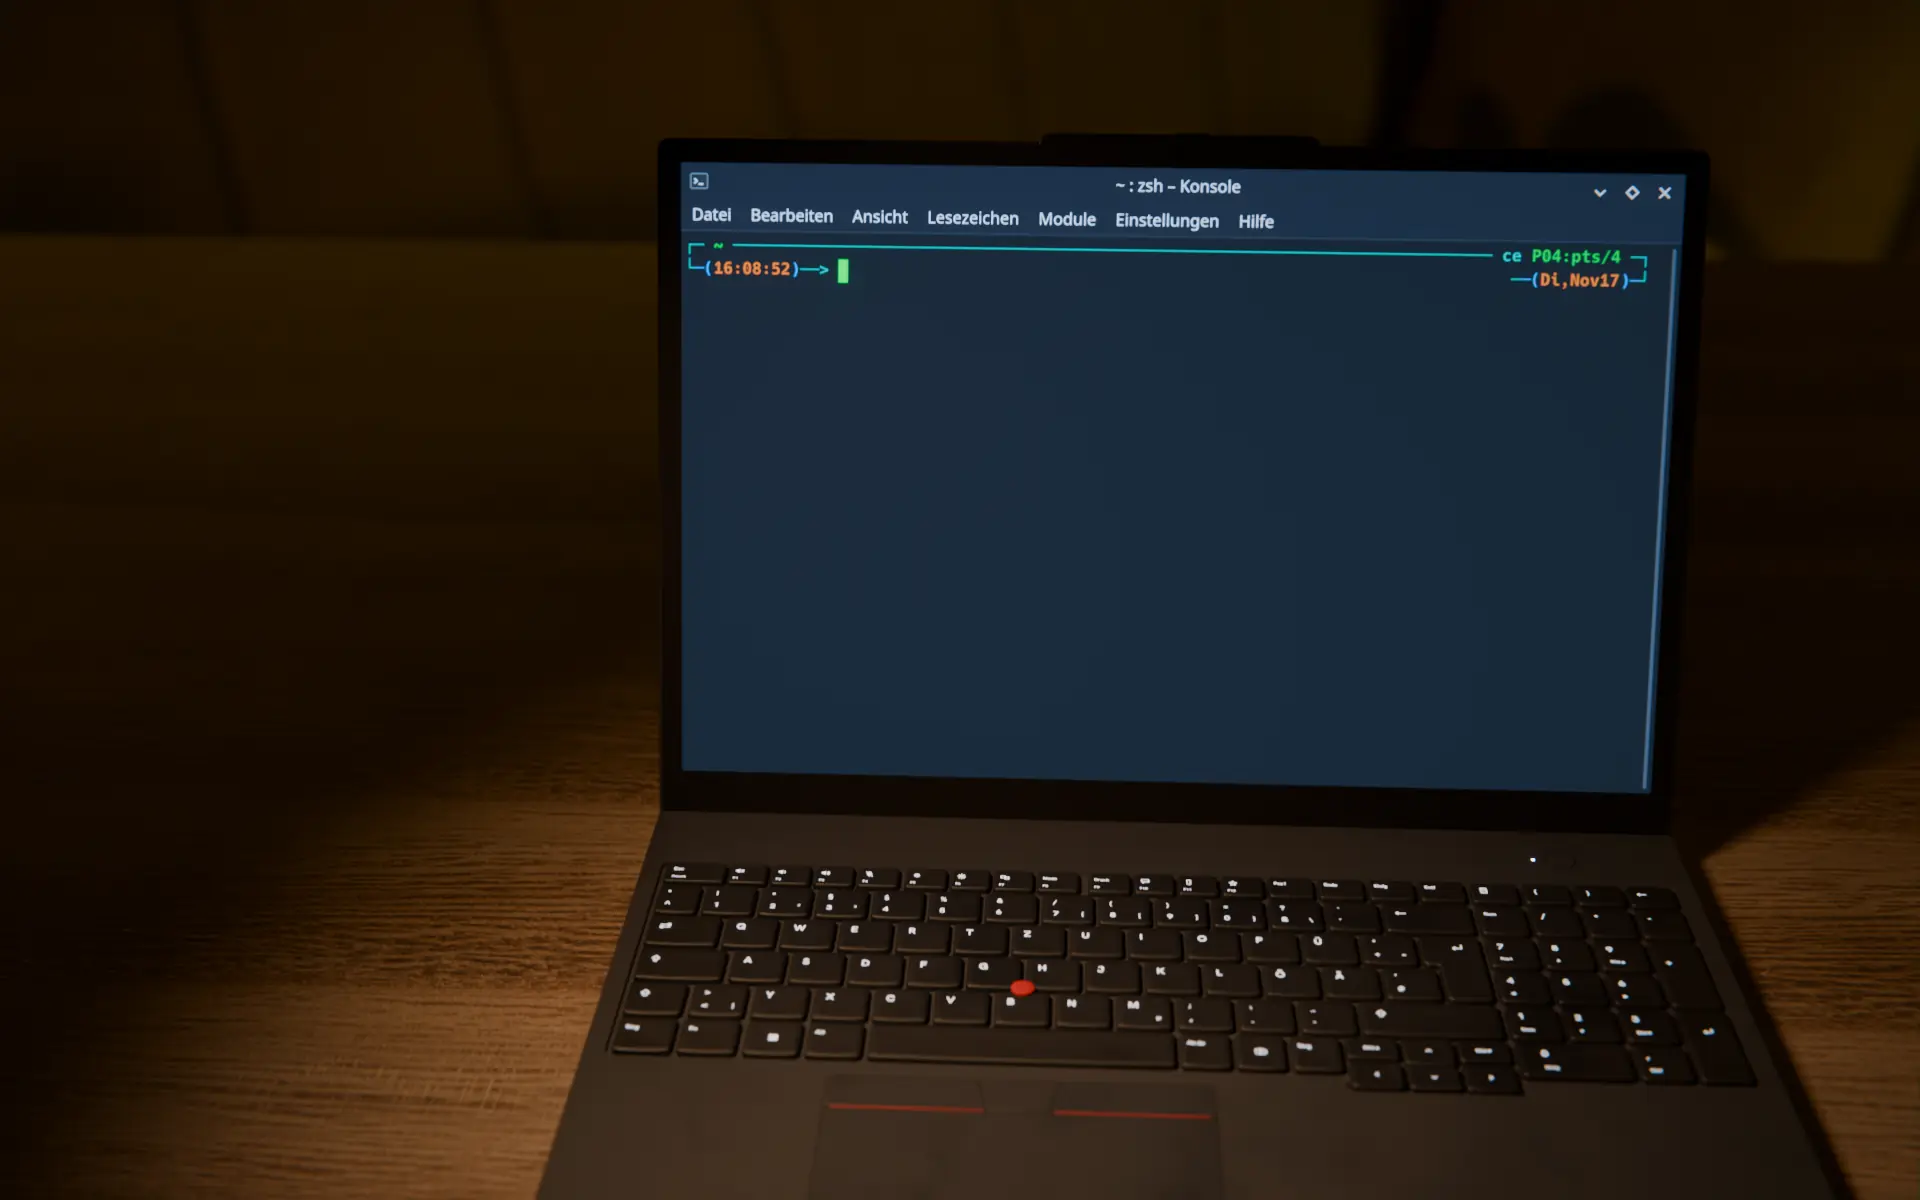 ~ : zsh – Konsole
Datei Bearbeiten Ansicht Lesezeichen Module Einstellungen Hilfe
~ ce P04:pts/4
(16:08:52)—> —(Di,Nov17)
Q W E R T Z U I O P Ü
A S D F G H J K L Ö Ä
Y X C V B N M